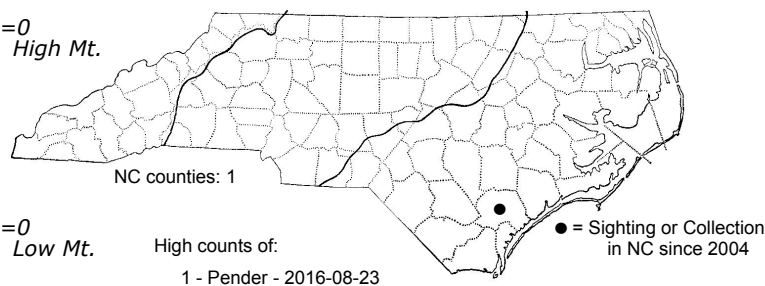 =0
High Mt.
NC counties: 1
=0
Low Mt.
High counts of:
1 - Pender - 2016-08-23
● = Sighting or Collection
in NC since 2004